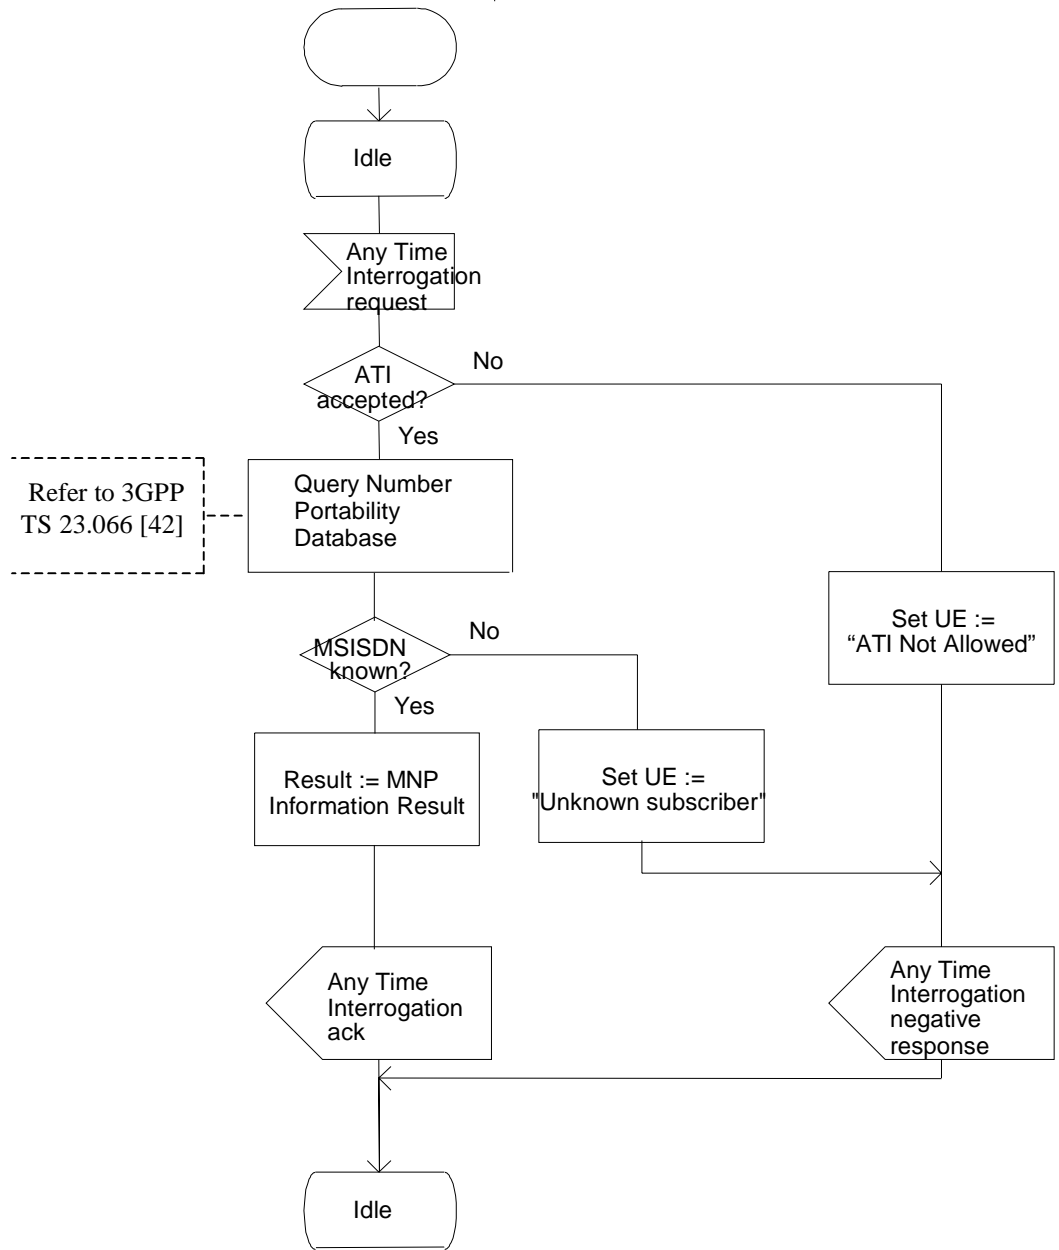 Idle
Any Time
Interrogation
request
ATI
accepted?
No
Yes
Refer to 3GPP
TS 23.066 [42]
Query Number
Portability
Database
MSISDN
known?
No
Yes
Set UE :=
“ATI Not Allowed”
Result := MNP
Information Result
Set UE :=
"Unknown subscriber"
Any Time
Interrogation
ack
Any Time
Interrogation
negative
response
Idle